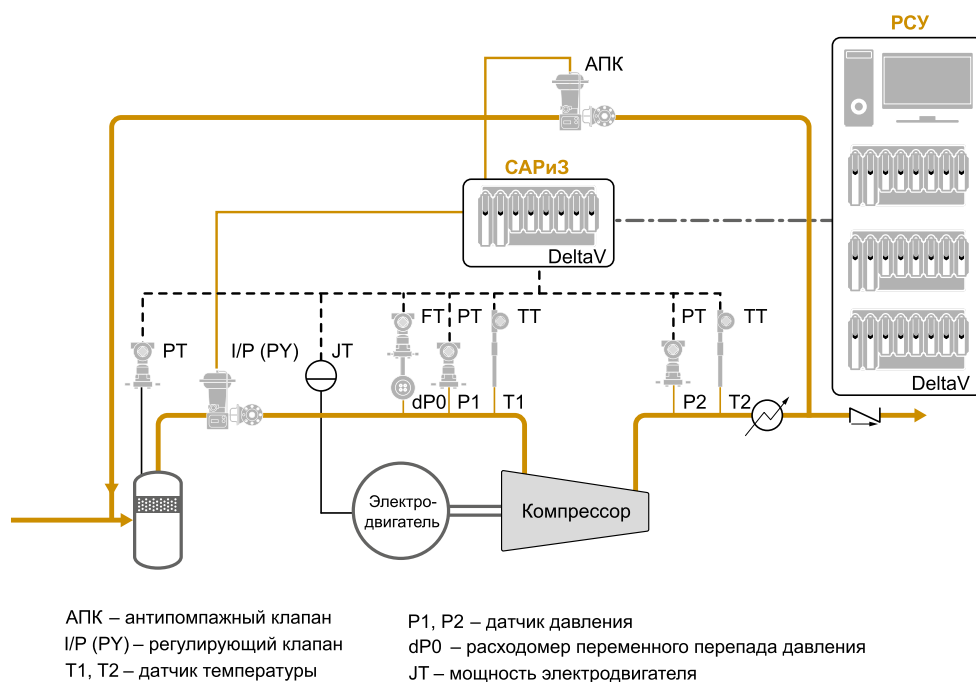 РСУ
АПК
САРиЗ
DeltaV
FT PT TT PT TT
PT I/P (PY) JT
DeltaV
dP0 P1 T1 P2 T2
Электро-
двигатель
Компрессор
АПК – антипомпажный клапан
I/P (PY) – регулирующий клапан
T1, T2 – датчик температуры
P1, P2 – датчик давления
dP0 – расходомер переменного перепада давления
JT – мощность электродвигателя